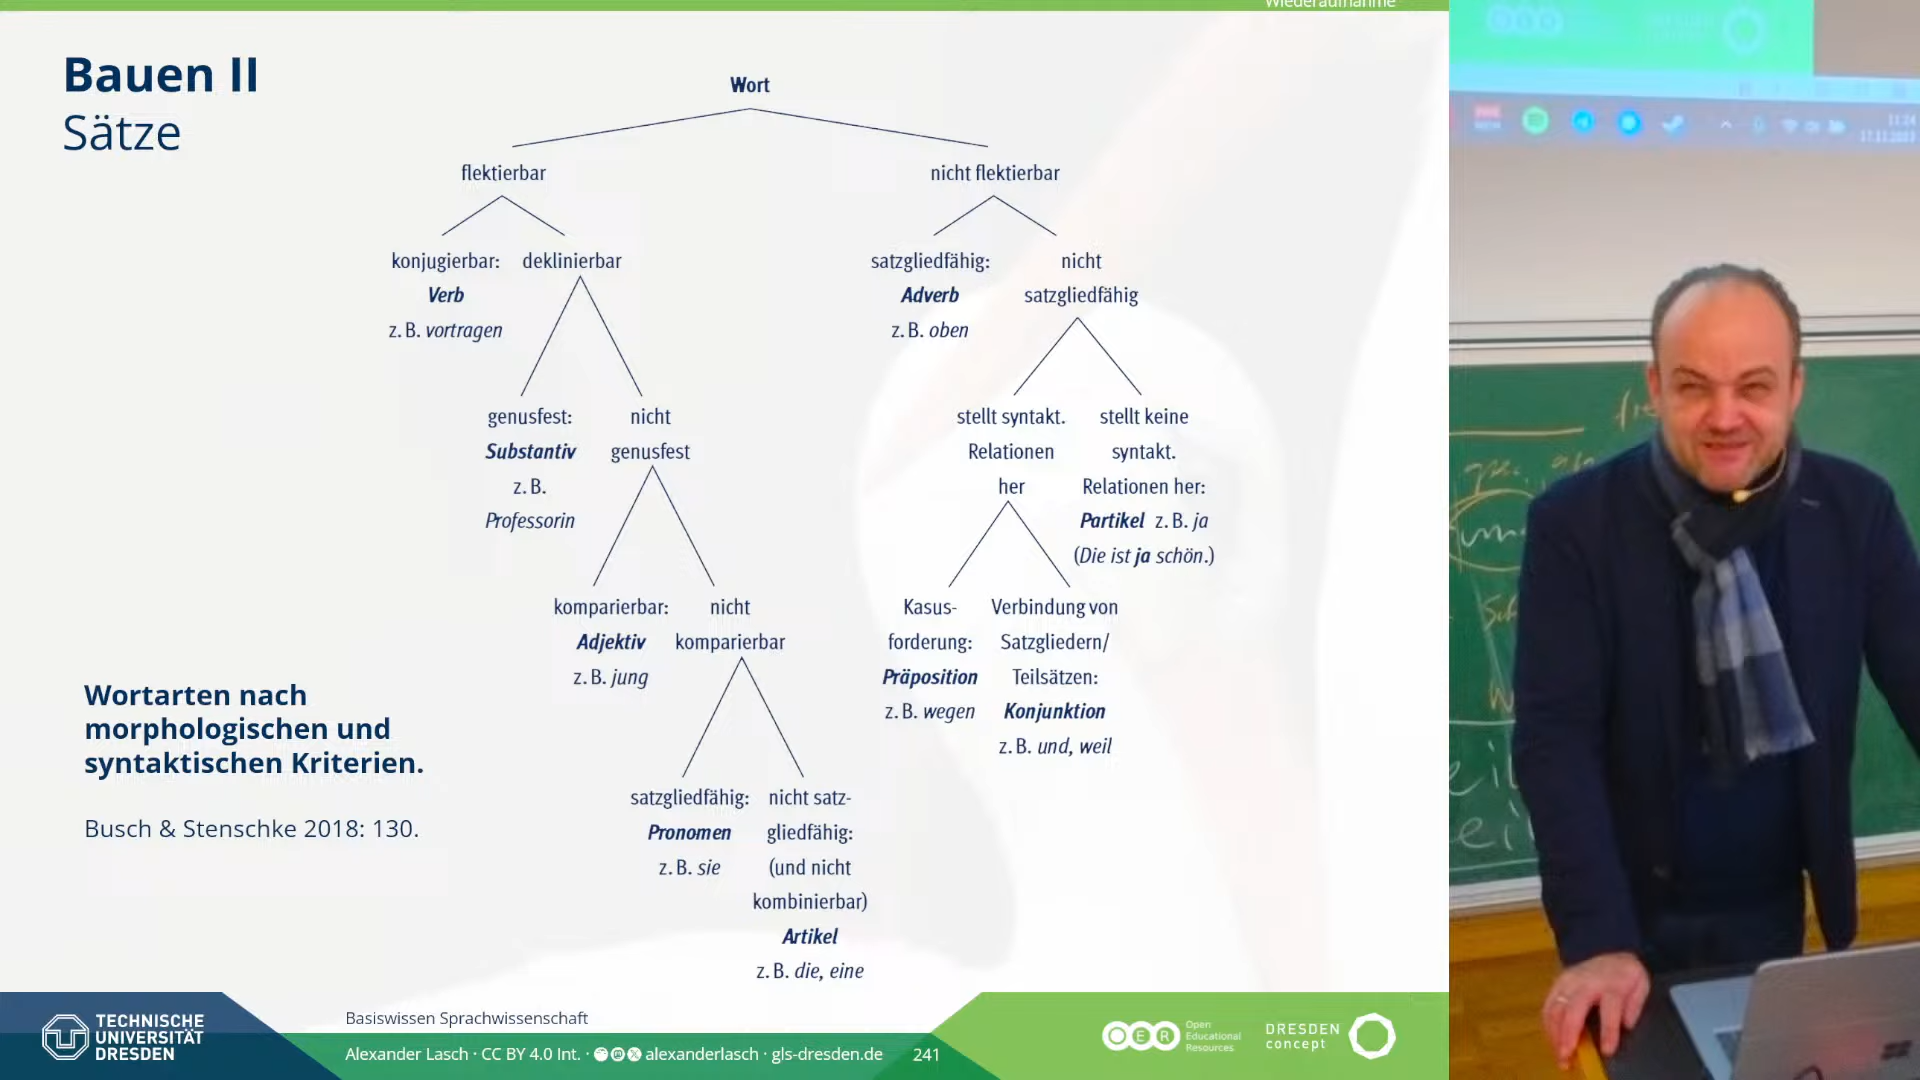 Wiederaufnahme
Bauen II
Sätze
Wort
flektierbar
nicht flektierbar
konjugierbar:
Verb
z. B. vortragen
deklinierbar
satzgliedfähig:
Adverb
z. B. oben
nicht
satzgliedfähig
genusfest:
Substantiv
z. B.
Professorin
nicht
genusfest
stellt syntakt.
Relationen
her
stellt keine
syntakt.
Relationen her:
Partikel z. B. ja
(Die ist ja schön.)
komparierbar:
Adjektiv
z. B. jung
nicht
komparierbar
Kasus-
forderung:
Präposition
z. B. wegen
Verbindung von
Satzgliedern/
Teilsätzen:
Konjunktion
z. B. und, weil
satzgliedfähig:
Pronomen
z. B. sie
nicht satz-
gliedfähig:
(und nicht
kombinierbar)
Artikel
z. B. die, eine
Wortarten nach
morphologischen und
syntaktischen Kriterien.
Busch & Stenschke 2018: 130.
TECHNISCHE
UNIVERSITÄT
DRESDEN
Basiswissen Sprachwissenschaft
Alexander Lasch · CC BY 4.0 Int. · alexanderlasch · gls-dresden.de
241
OER
Open
Educational
Resources
DRESDEN
concept
11:24